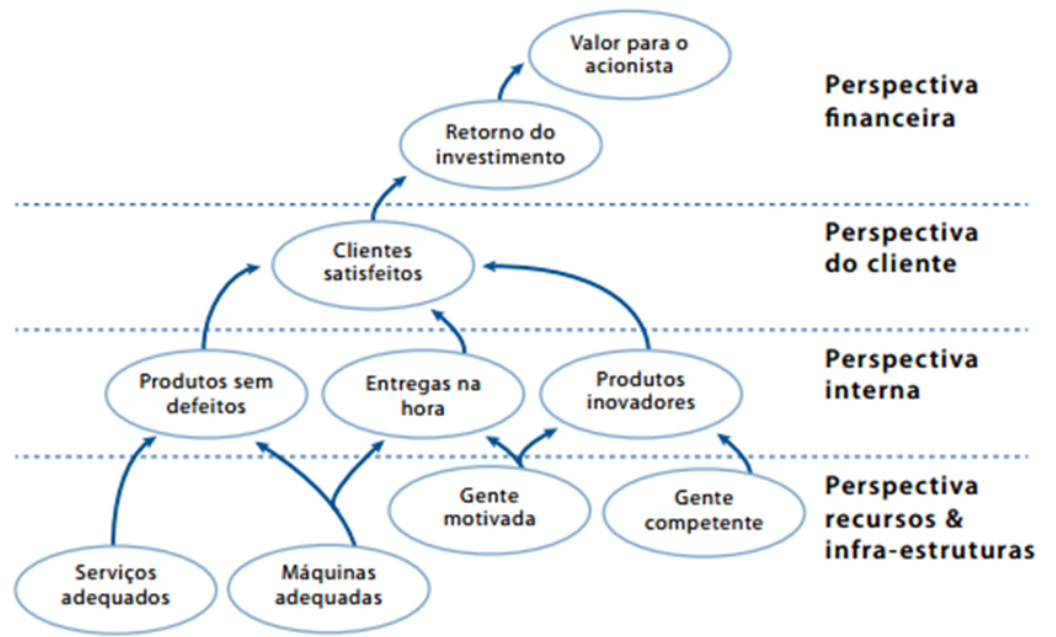 Valor para o
acionista
Perspectiva
financeira
Retorno do
investimento
Clientes
satisfeitos
Perspectiva
do cliente
Produtos sem
defeitos
Entregas na
hora
Produtos
inovadores
Perspectiva
interna
Gente
motivada
Gente
competente
Perspectiva
recursos &
infra-estruturas
Serviços
adequados
Máquinas
adequadas